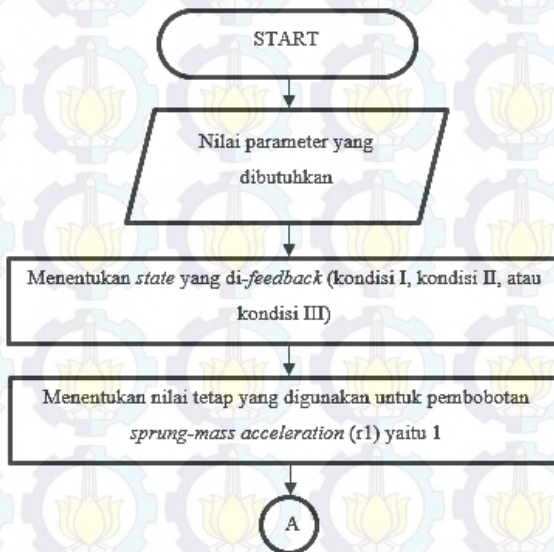 START
Nilai parameter yang
dibutuhkan
Menentukan state yang di-feedback (kondisi I, kondisi II, atau
kondisi III)
Menentukan nilai tetap yang digunakan untuk pembobotan
sprung-mass acceleration (r1) yaitu 1
A